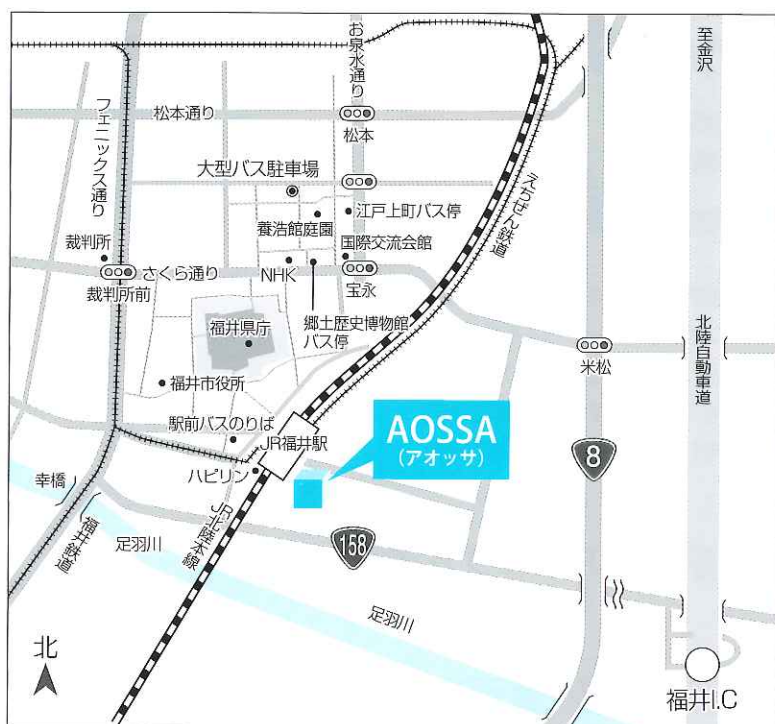 お泉水通り
至金沢
フェニックス通り
松本通り
松本
大型バス駐車場
えちぜん鉄道
養浩館庭園
江戸上町バス停
裁判所
国際交流会館
さくら通り
NHK
裁判所前
宝永
郷土歴史博物館
バス停
福井県庁
北陸自動車道
米松
福井市役所
駅前バスのりば
JR福井駅
AOSSA
(アオッサ)
8
ハピリン
幸橋
福井鉄道
足羽川
JR北陸本線
158
足羽川
北
福井I.C